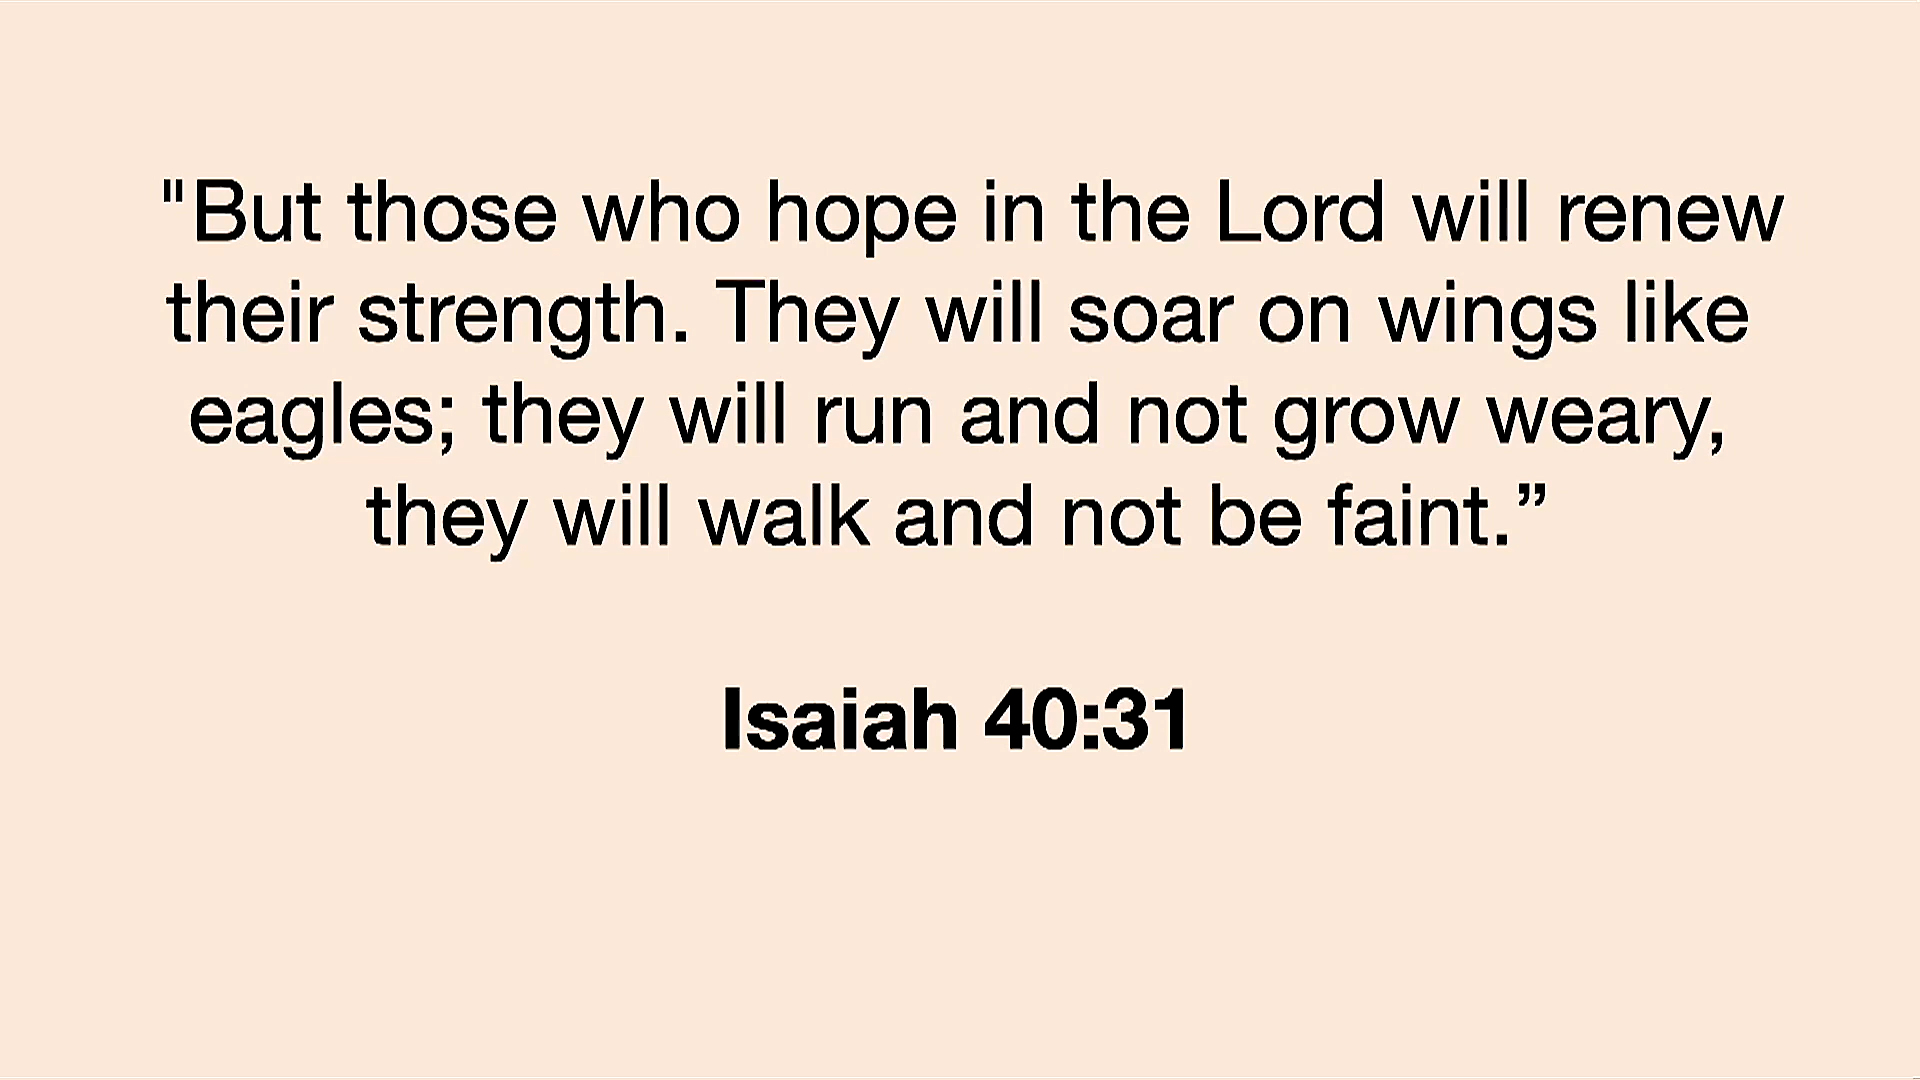 "But those who hope in the Lord will renew
their strength. They will soar on wings like
eagles; they will run and not grow weary,
they will walk and not be faint.”
Isaiah 40:31